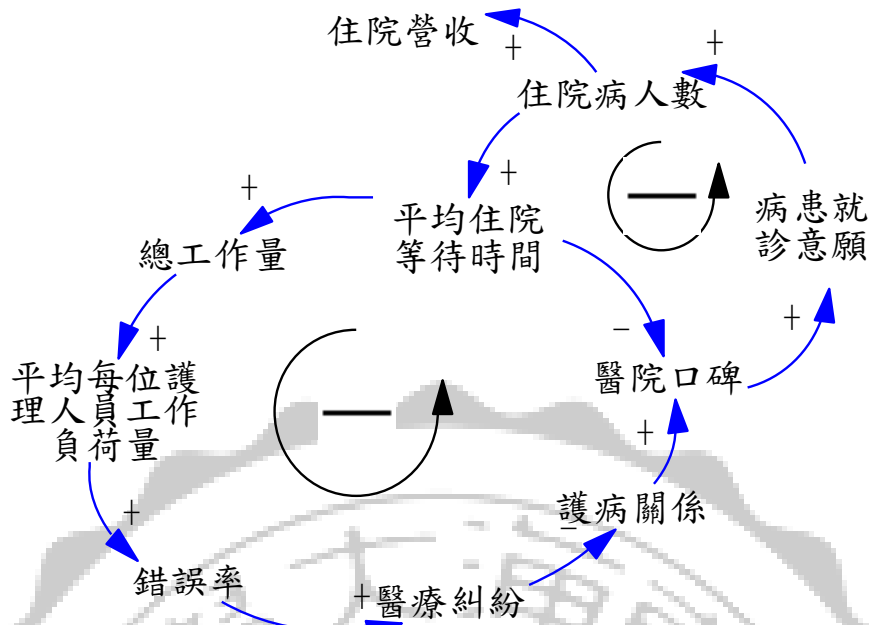 住院營收
+
+
住院病人數
+
+
平均住院
等待時間
病患就
診意願
總工作量
+
−
+
平均每位護
理人員工作
負荷量
醫院口碑
+
+
護病關係
−
錯誤率
+
醫療糾紛